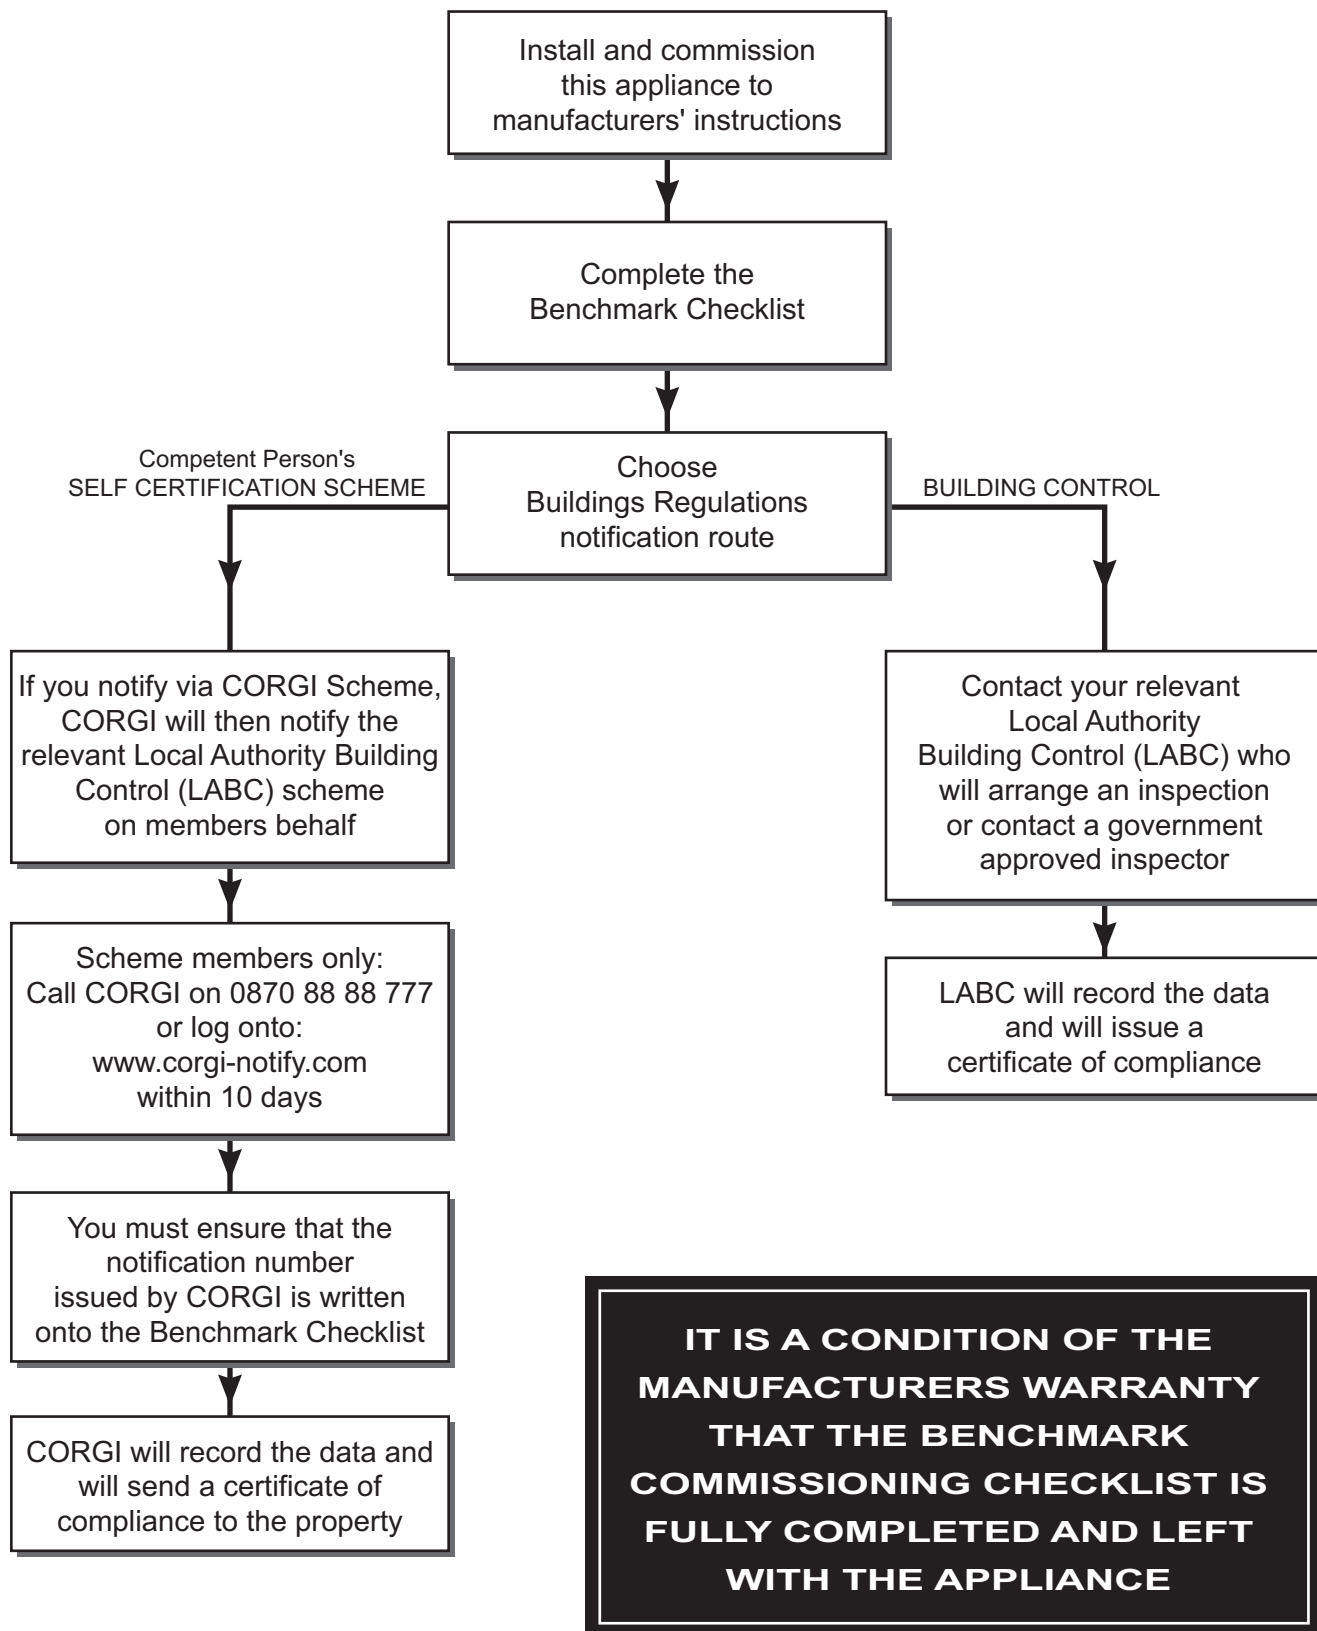 Install and commission
this appliance to
manufacturers' instructions
Complete the
Benchmark Checklist
Choose
Buildings Regulations
notification route
Competent Person's
SELF CERTIFICATION SCHEME
BUILDING CONTROL
If you notify via CORGI Scheme,
CORGI will then notify the
relevant Local Authority Building
Control (LABC) scheme
on members behalf
Scheme members only:
Call CORGI on 0870 88 88 777
or log onto:
www.corgi-notify.com
within 10 days
You must ensure that the
notification number
issued by CORGI is written
onto the Benchmark Checklist
CORGI will record the data and
will send a certificate of
compliance to the property
Contact your relevant
Local Authority
Building Control (LABC) who
will arrange an inspection
or contact a government
approved inspector
LABC will record the data
and will issue a
certificate of compliance
IT IS A CONDITION OF THE
MANUFACTURERS WARRANTY
THAT THE BENCHMARK
COMMISSIONING CHECKLIST IS
FULLY COMPLETED AND LEFT
WITH THE APPLIANCE